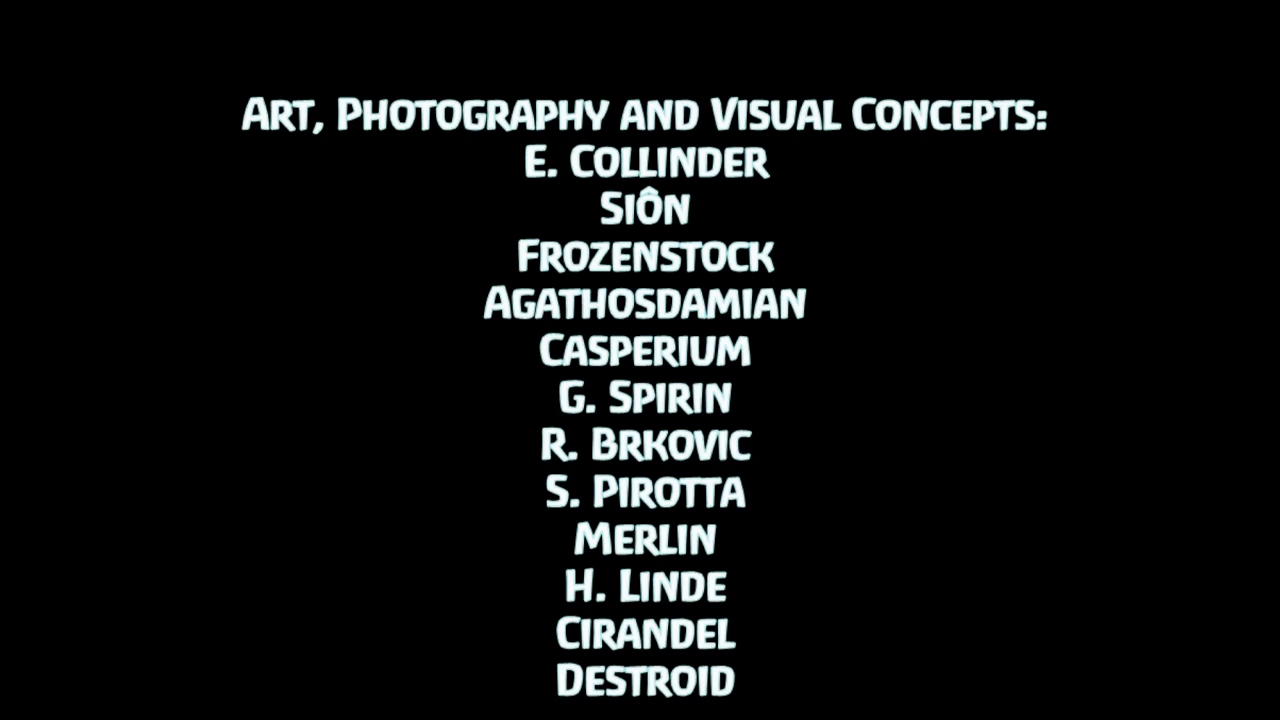 Art, Photography and Visual Concepts:
E. Collinder
Siôn
Frozenstock
Agathosdamian
Casperium
G. Spirin
R. Brkovic
S. Pirotta
Merlin
H. Linde
Cirandel
Destroid